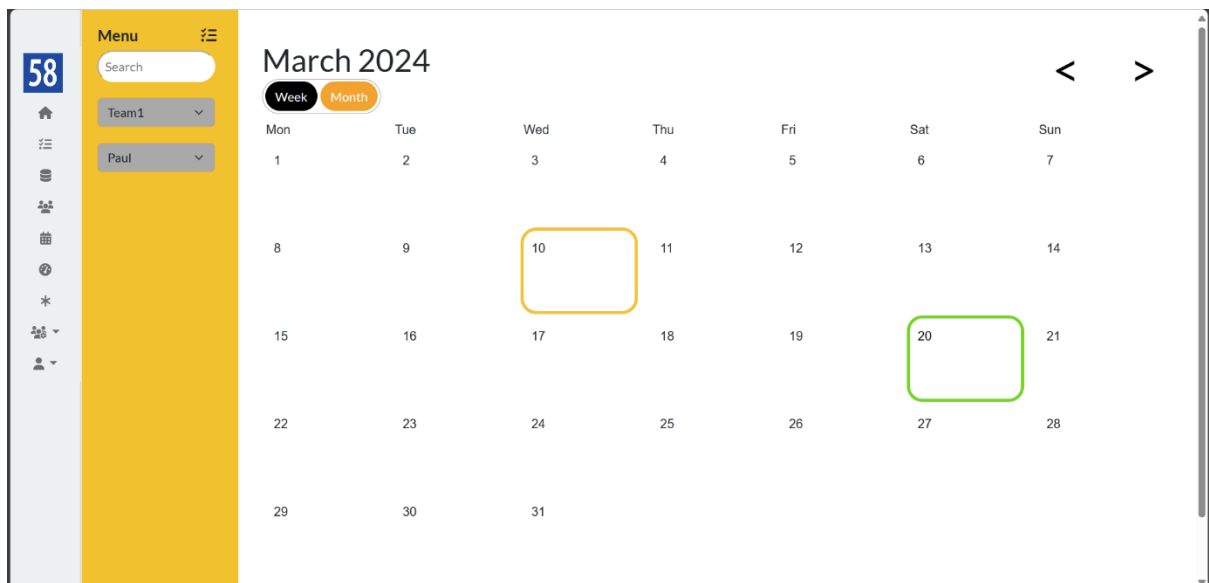 58
Menu
Search
Team1
Paul
March 2024
< >
Week Month
Mon Tue Wed Thu Fri Sat Sun
1 2 3 4 5 6 7
8 9 10 11 12 13 14
15 16 17 18 19 20 21
22 23 24 25 26 27 28
29 30 31